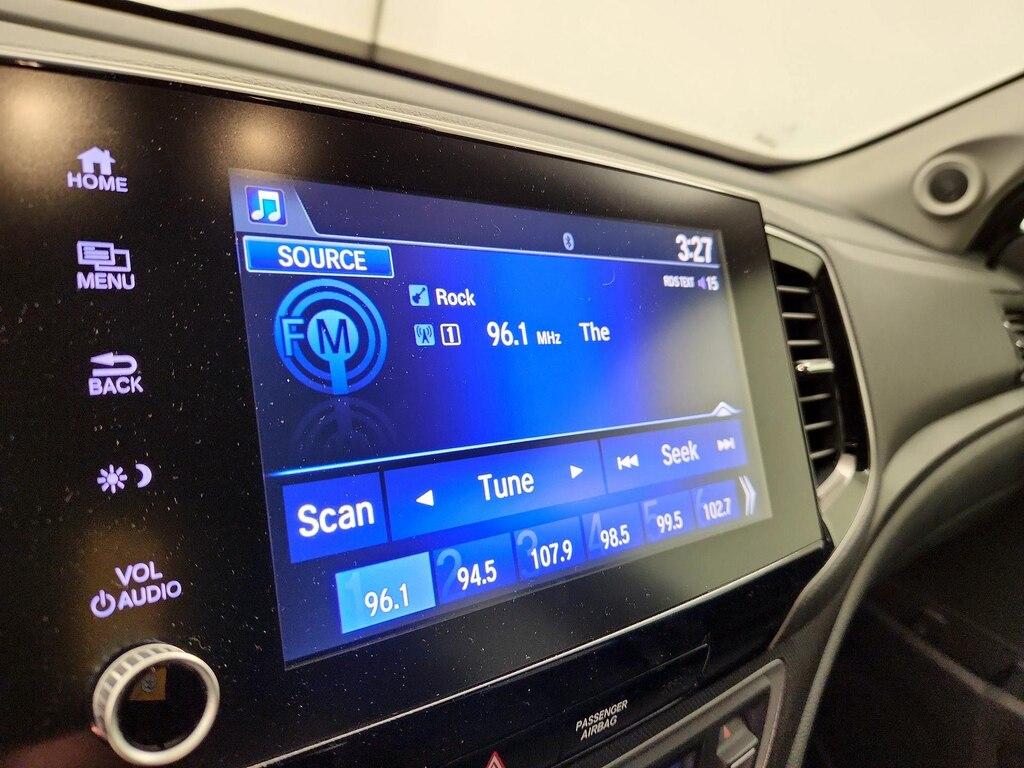 HOME
MENU
BACK
VOL
AUDIO
SOURCE
3:27
RDS TEXT 15
FM
Rock
1 96.1 MHz The
Scan Tune Seek
1 96.1
2 94.5
3 107.9
4 98.5
5 99.5
6 102.7
PASSENGER
AIRBAG